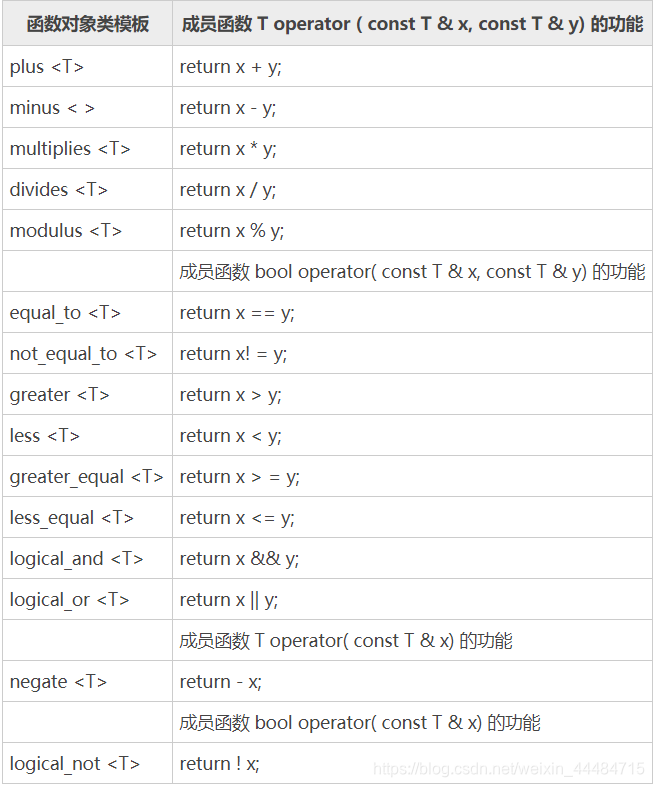 函数对象类模板 成员函数 T operator ( const T & x, const T & y) 的功能
plus <T> return x + y;
minus < > return x - y;
multiplies <T> return x * y;
divides <T> return x / y;
modulus <T> return x % y;
成员函数 bool operator( const T & x, const T & y) 的功能
equal_to <T> return x == y;
not_equal_to <T> return x! = y;
greater <T> return x > y;
less <T> return x < y;
greater_equal <T> return x > = y;
less_equal <T> return x <= y;
logical_and <T> return x && y;
logical_or <T> return x || y;
成员函数 T operator( const T & x) 的功能
negate <T> return - x;
成员函数 bool operator( const T & x) 的功能
logical_not <T> return ! x;
https://blog.csdn.net/weixin_44484715